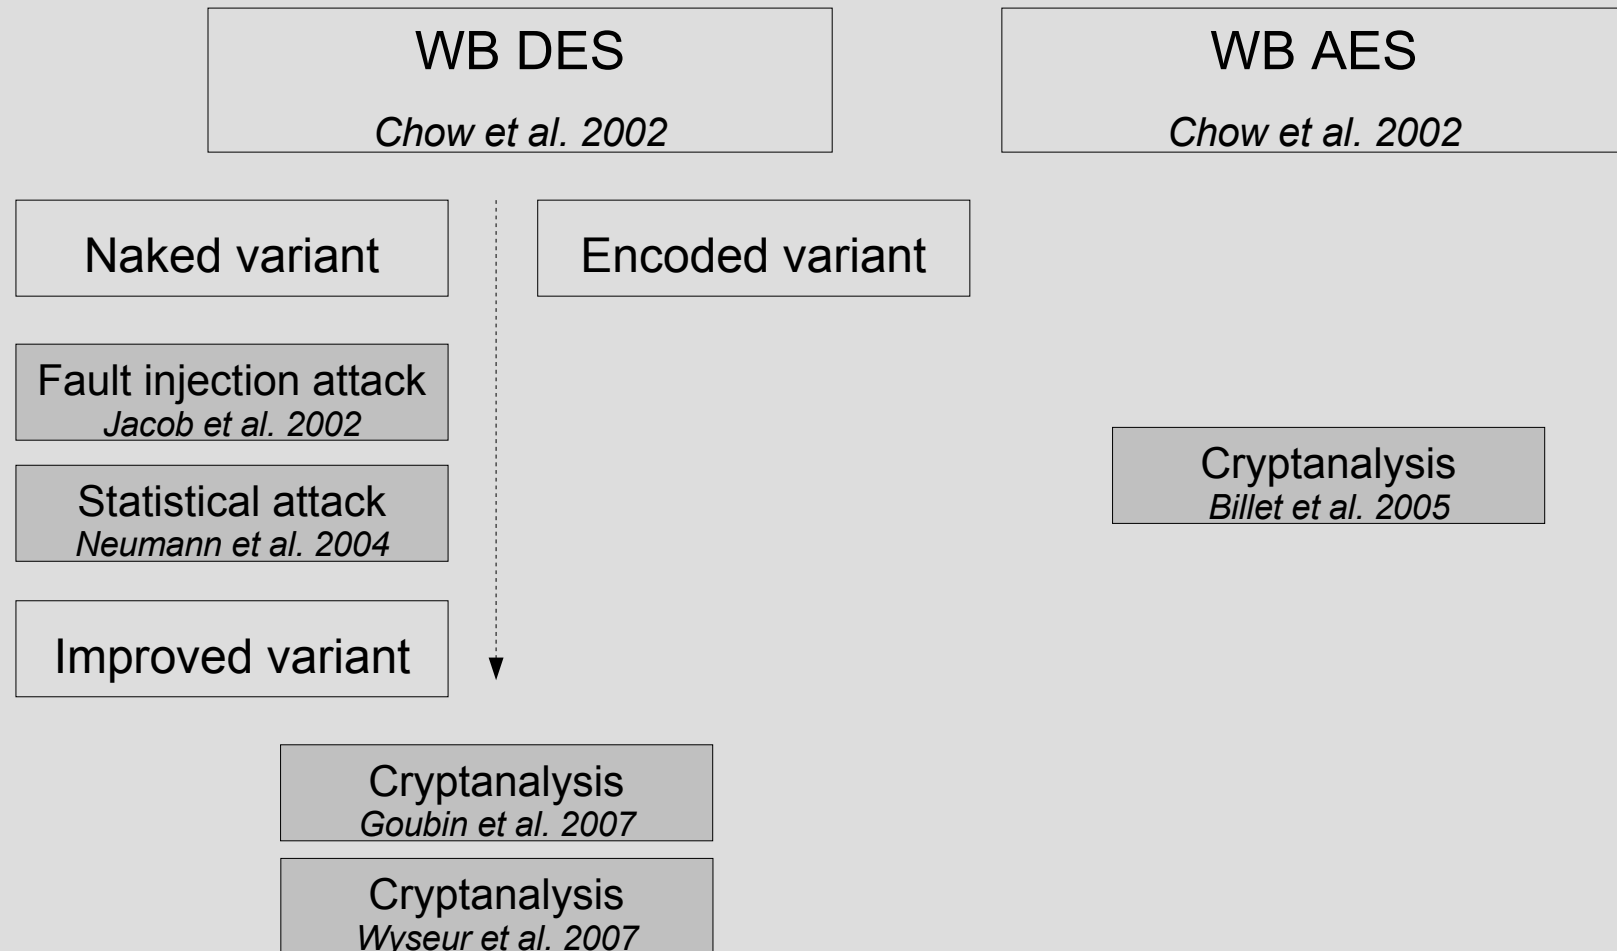 WB DES
Chow et al. 2002
WB AES
Chow et al. 2002
Naked variant
Encoded variant
Fault injection attack
Jacob et al. 2002
Statistical attack
Neumann et al. 2004
Cryptanalysis
Billet et al. 2005
Improved variant
Cryptanalysis
Goubin et al. 2007
Cryptanalysis
Wyseur et al. 2007